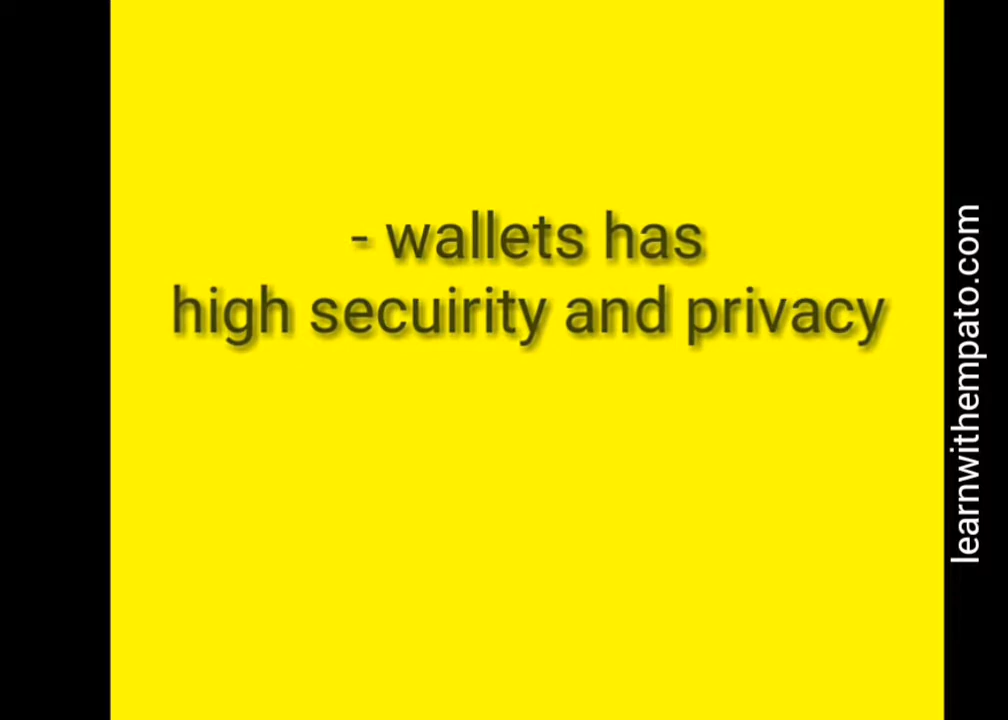 - wallets has
high secuirity and privacy
learnwithempato.com